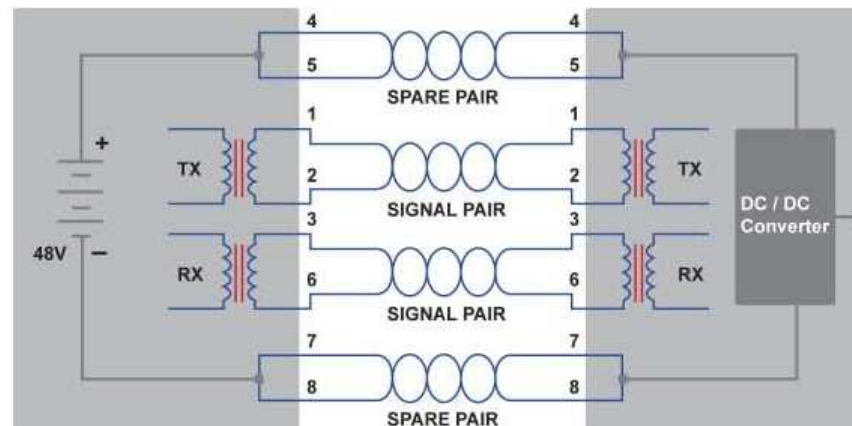 4 4
5 5
SPARE PAIR
1 1
+
TX 2 2 TX
SIGNAL PAIR
3 3
DC / DC
Converter
48V –
RX 6 6 RX
SIGNAL PAIR
7 7
8 8
SPARE PAIR